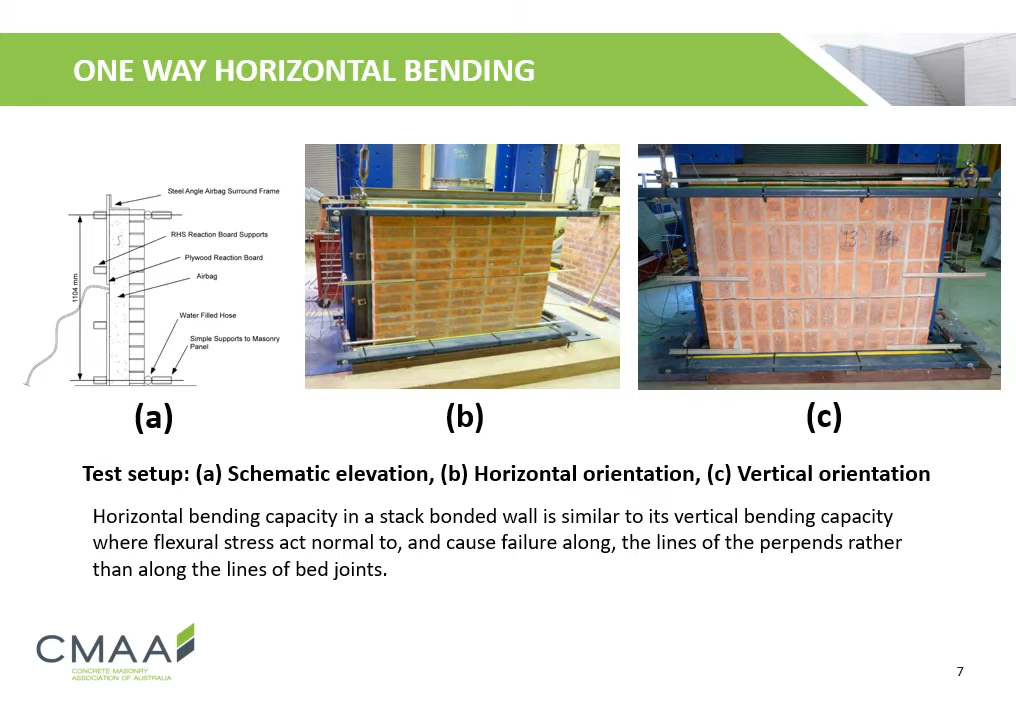 ONE WAY HORIZONTAL BENDING
Steel Angle Airbag Surround Frame
RHS Reaction Board Supports
Plywood Reaction Board
Airbag
1104 mm
Water Filled Hose
Simple Supports to Masonry
Panel
13
14
(a)
(b)
(c)
Test setup: (a) Schematic elevation, (b) Horizontal orientation, (c) Vertical orientation
Horizontal bending capacity in a stack bonded wall is similar to its vertical bending capacity
where flexural stress act normal to, and cause failure along, the lines of the perpends rather
than along the lines of bed joints.
CMAA
CONCRETE MASONRY
ASSOCIATION OF AUSTRALIA
7